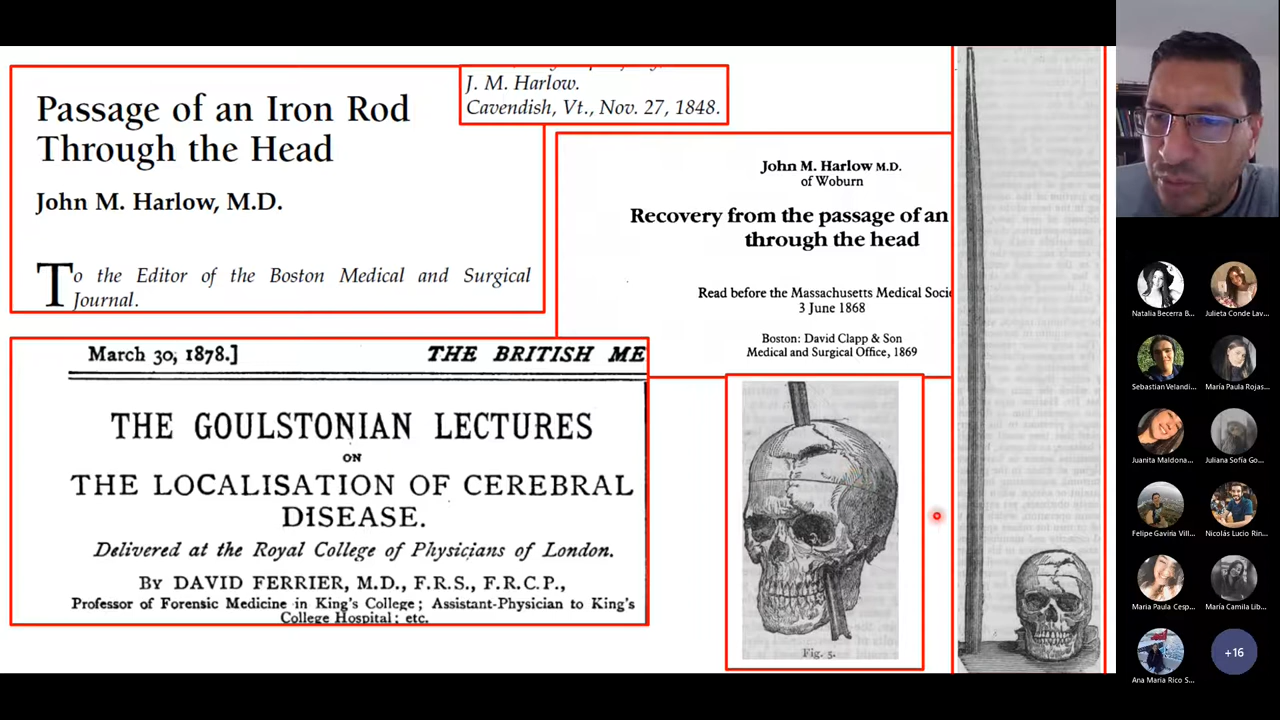 Passage of an Iron Rod
Through the Head
John M. Harlow, M.D.
To the Editor of the Boston Medical and Surgical
Journal.
J. M. Harlow.
Cavendish, Vt., Nov. 27, 1848.
John M. Harlow M.D.
of Woburn
Recovery from the passage of an
through the head
Read before the Massachusetts Medical Socie
3 June 1868
Boston: David Clapp & Son
Medical and Surgical Office, 1869
March 30, 1878.] THE BRITISH ME
THE GOULSTONIAN LECTURES
ON
THE LOCALISATION OF CEREBRAL
DISEASE.
Delivered at the Royal College of Physicians of London.
By DAVID FERRIER, M.D., F.R.S., F.R.C.P.,
Professor of Forensic Medicine in King's College; Assistant-Physician to King's
College Hospital; etc.
Fig. 5.
Natalia Becerra B...
Julieta Conde Lav...
Sebastian Velandi...
María Paula Rojas...
Juanita Maldona...
Juliana Sofía Go...
Felipe Gaviria Vill...
Nicolás Lucio Rin...
Maria Paula Cesp...
María Camila Lib...
Ana María Rico S...
+16